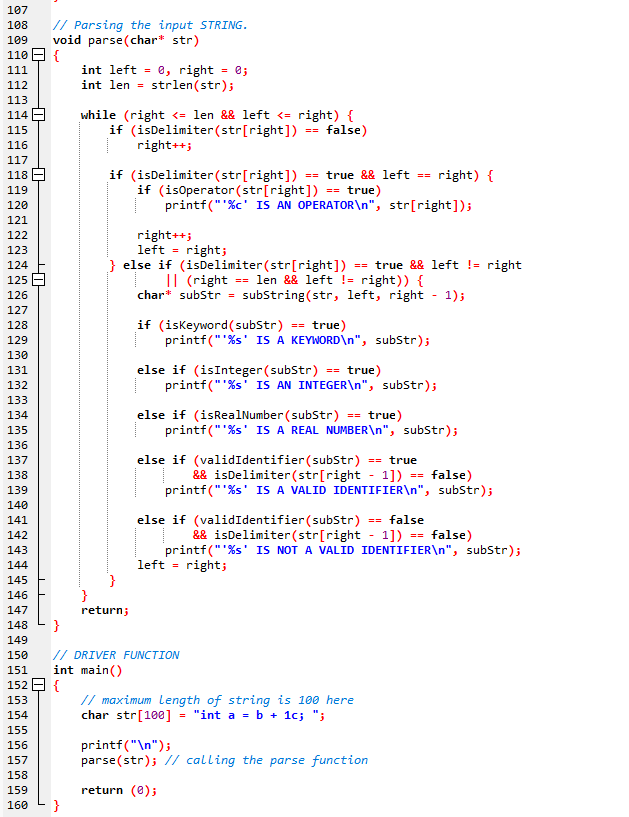 107
108 // Parsing the input STRING.
109 void parse(char* str)
110 {
111     int left = 0, right = 0;
112     int len = strlen(str);
113
114     while (right <= len && left <= right) {
115         if (isDelimiter(str[right]) == false)
116             right++;
117
118         if (isDelimiter(str[right]) == true && left == right) {
119             if (isOperator(str[right]) == true)
120                 printf("'%c' IS AN OPERATOR\n", str[right]);
121
122             right++;
123             left = right;
124         } else if (isDelimiter(str[right]) == true && left != right
125                 || (right == len && left != right)) {
126             char* subStr = subString(str, left, right - 1);
127
128             if (isKeyword(subStr) == true)
129                 printf("'%s' IS A KEYWORD\n", subStr);
130
131             else if (isInteger(subStr) == true)
132                 printf("'%s' IS AN INTEGER\n", subStr);
133
134             else if (isRealNumber(subStr) == true)
135                 printf("'%s' IS A REAL NUMBER\n", subStr);
136
137             else if (validIdentifier(subStr) == true
138                     && isDelimiter(str[right - 1]) == false)
139                 printf("'%s' IS A VALID IDENTIFIER\n", subStr);
140
141             else if (validIdentifier(subStr) == false
142                     && isDelimiter(str[right - 1]) == false)
143                 printf("'%s' IS NOT A VALID IDENTIFIER\n", subStr);
144             left = right;
145         }
146     }
147     return;
148 }
149
150 // DRIVER FUNCTION
151 int main()
152 {
153     // maximum length of string is 100 here
154     char str[100] = "int a = b + 1c; ";
155
156     printf("\n");
157     parse(str); // calling the parse function
158
159     return (0);
160 }